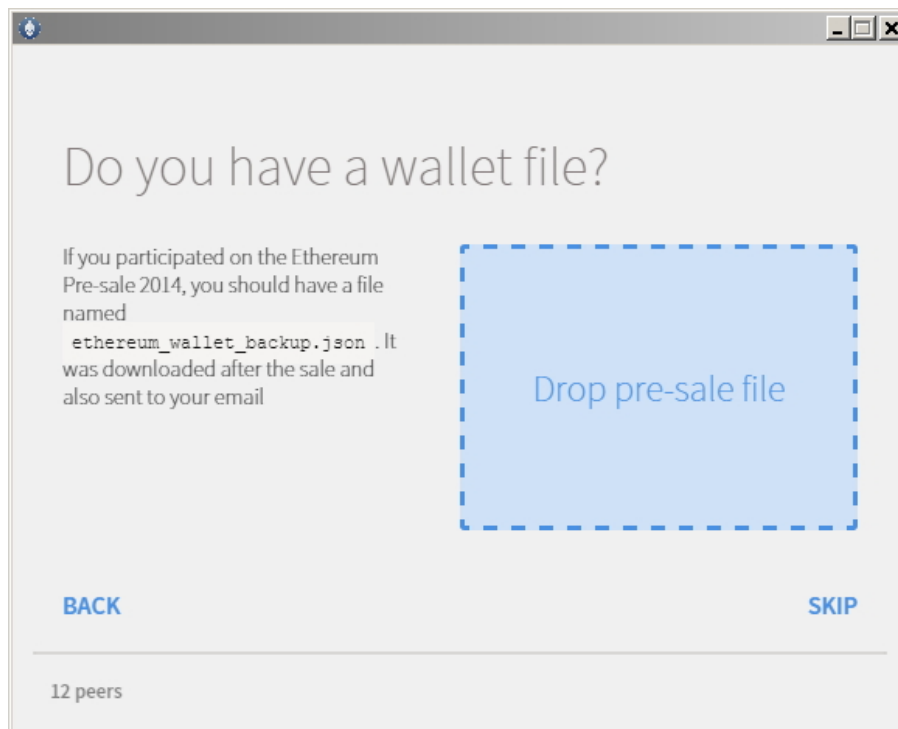 Do you have a wallet file?
If you participated on the Ethereum
Pre-sale 2014, you should have a file
named
ethereum_wallet_backup.json . It
was downloaded after the sale and
also sent to your email
Drop pre-sale file
BACK
SKIP
12 peers